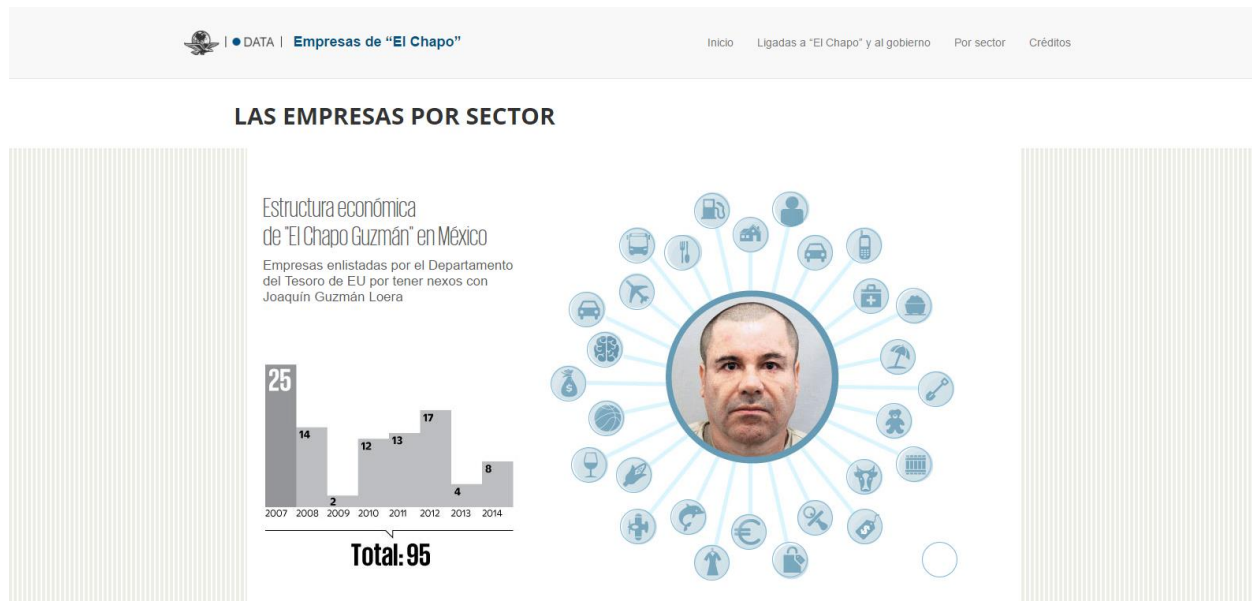 | ● DATA | Empresas de “El Chapo”
Inicio Ligadas a “El Chapo” y al gobierno Por sector Créditos
LAS EMPRESAS POR SECTOR
Estructura económica
de "El Chapo Guzmán" en México
Empresas enlistadas por el Departamento
del Tesoro de EU por tener nexos con
Joaquín Guzmán Loera
25
14
2
12
13
17
4
8
2007 2008 2009 2010 2011 2012 2013 2014
Total: 95